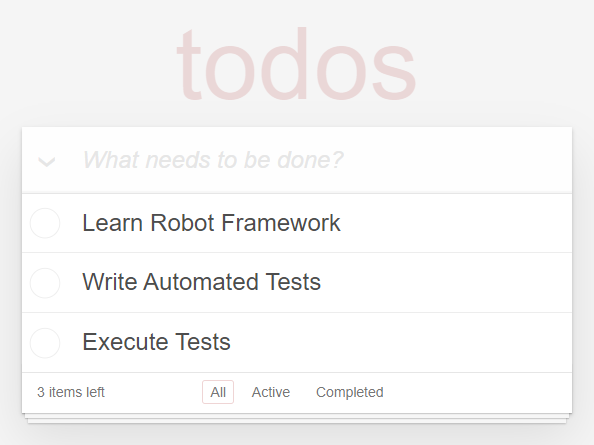 todos
What needs to be done?
Learn Robot Framework
Write Automated Tests
Execute Tests
3 items left All Active Completed